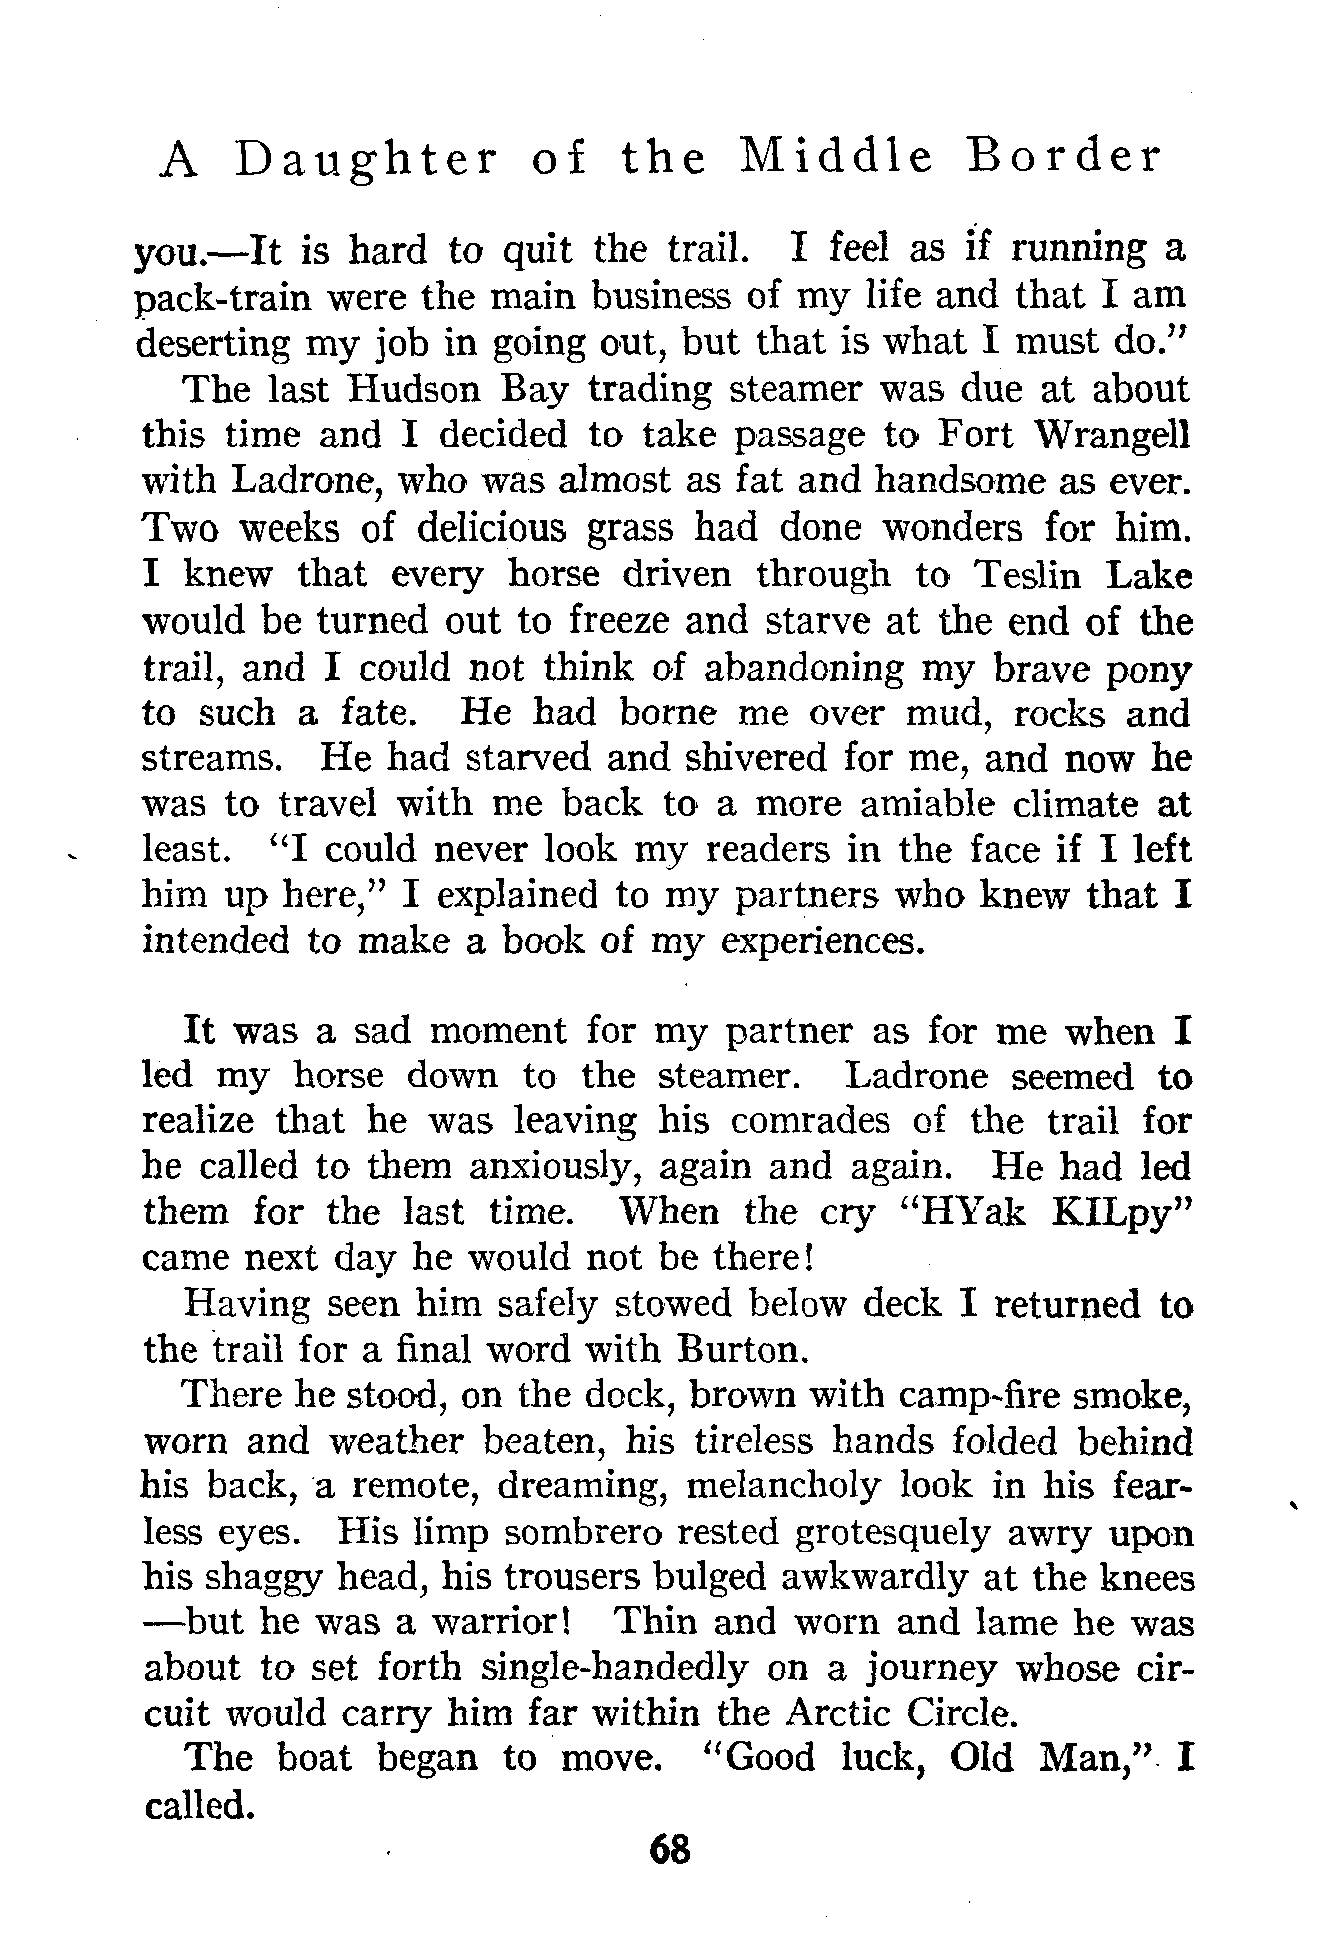 A Daughter of the Middle Border
you.—It is hard to quit the trail. I feel as if running a
pack-train were the main business of my life and that I am
deserting my job in going out, but that is what I must do.”
The last Hudson Bay trading steamer was due at about
this time and I decided to take passage to Fort Wrangell
with Ladrone, who was almost as fat and handsome as ever.
Two weeks of delicious grass had done wonders for him.
I knew that every horse driven through to Teslin Lake
would be turned out to freeze and starve at the end of the
trail, and I could not think of abandoning my brave pony
to such a fate. He had borne me over mud, rocks and
streams. He had starved and shivered for me, and now he
was to travel with me back to a more amiable climate at
least. “I could never look my readers in the face if I left
him up here,” I explained to my partners who knew that I
intended to make a book of my experiences.
It was a sad moment for my partner as for me when I
led my horse down to the steamer. Ladrone seemed to
realize that he was leaving his comrades of the trail for
he called to them anxiously, again and again. He had led
them for the last time. When the cry “HYak KILpy”
came next day he would not be there!
Having seen him safely stowed below deck I returned to
the trail for a final word with Burton.
There he stood, on the dock, brown with camp-fire smoke,
worn and weather beaten, his tireless hands folded behind
his back, a remote, dreaming, melancholy look in his fear-
less eyes. His limp sombrero rested grotesquely awry upon
his shaggy head, his trousers bulged awkwardly at the knees
—but he was a warrior! Thin and worn and lame he was
about to set forth single-handedly on a journey whose cir-
cuit would carry him far within the Arctic Circle.
The boat began to move. “Good luck, Old Man,” I
called.
68